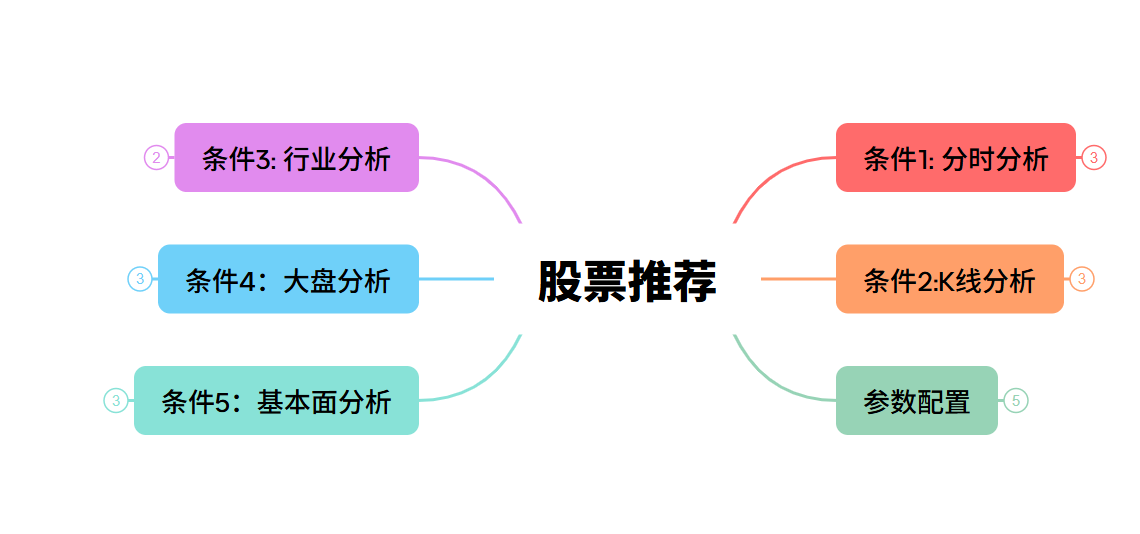 条件3: 行业分析
2
条件1: 分时分析
3
条件4：大盘分析
3
股票推荐
条件2:K线分析
3
条件5：基本面分析
3
参数配置
5